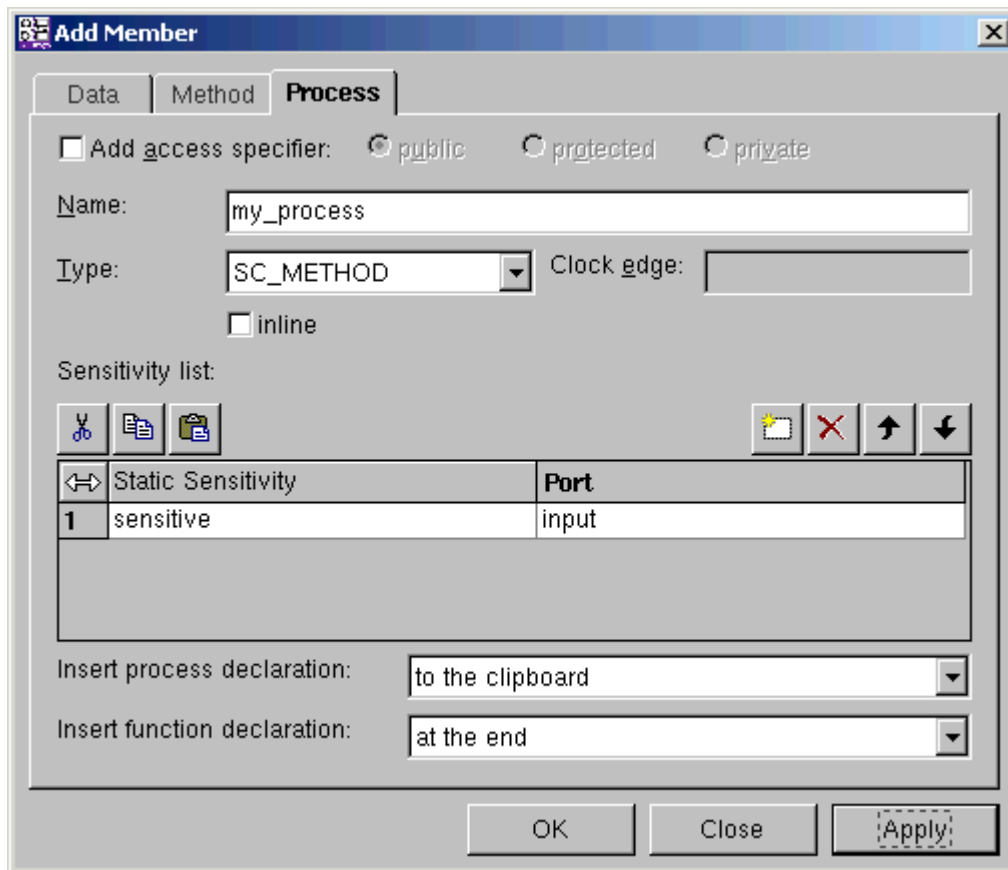 Add Member
Data Method Process
Add access specifier: public protected private
Name: my_process
Type: SC_METHOD Clock edge:
inline
Sensitivity list:
Static Sensitivity Port
1 sensitive input
Insert process declaration: to the clipboard
Insert function declaration: at the end
OK Close Apply